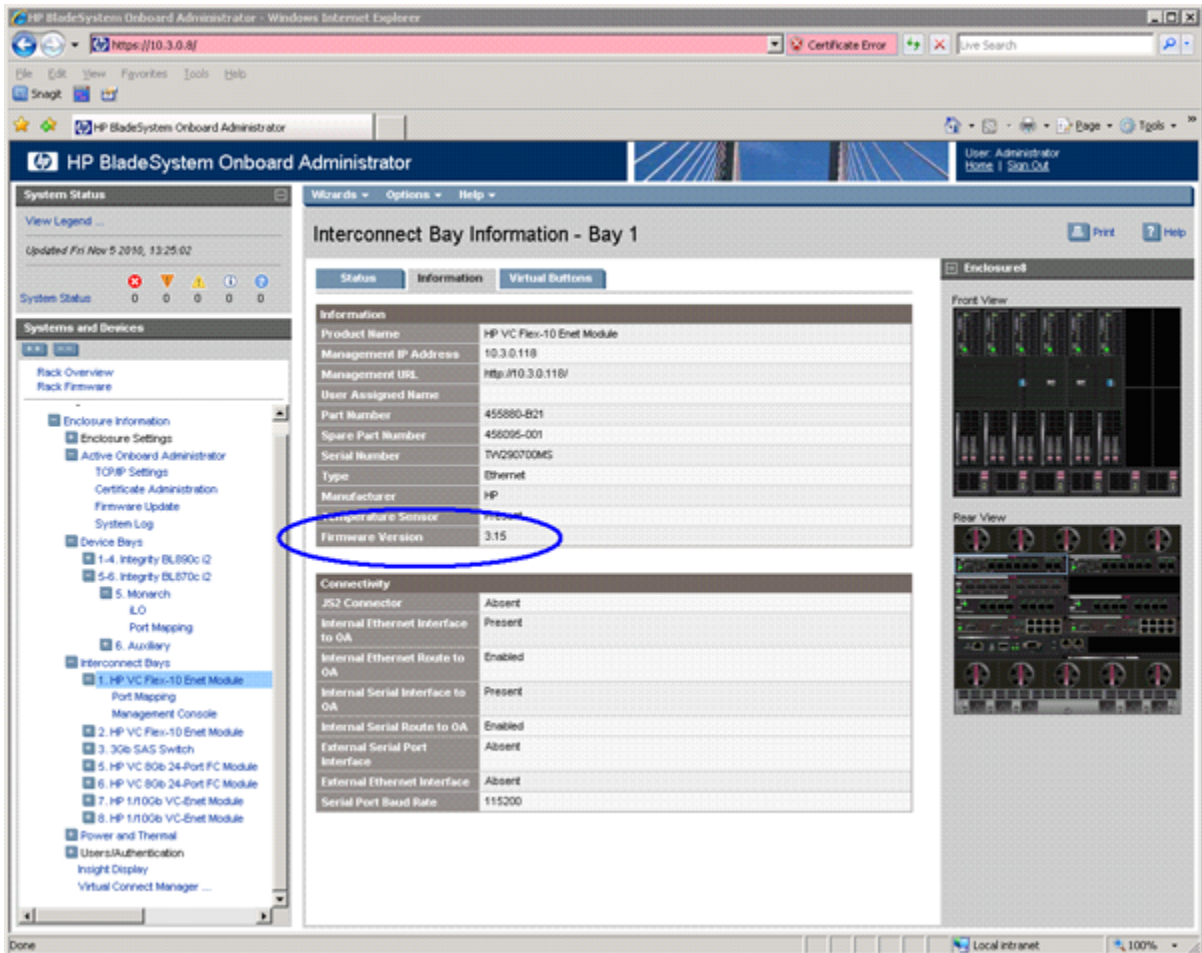 HP BladeSystem Onboard Administrator - Windows Internet Explorer
https://10.3.0.8/
Certificate Error
Live Search
File Edit View Favorites Tools Help
SnagIt
HP BladeSystem Onboard Administrator
Page
Tools
HP BladeSystem Onboard Administrator
User: Administrator
Home | Sign Out
System Status
View Legend ...
Updated Fri Nov 5 2010, 13:25:02
System Status 0 0 0 0 0
Systems and Devices
Rack Overview
Rack Firmware
Enclosure Information
Enclosure Settings
Active Onboard Administrator
TCP/IP Settings
Certificate Administration
Firmware Update
System Log
Device Bays
1-4. Integrity BL890c i2
5-6. Integrity BL870c i2
5. Monarch
iLO
Port Mapping
6. Auxiliary
Interconnect Bays
1. HP VC Flex-10 Enet Module
Port Mapping
Management Console
2. HP VC Flex-10 Enet Module
3. 3Gb SAS Switch
5. HP VC 8Gb 24-Port FC Module
6. HP VC 8Gb 24-Port FC Module
7. HP 1/10Gb VC-Enet Module
8. HP 1/10Gb VC-Enet Module
Power and Thermal
Users/Authentication
Insight Display
Virtual Connect Manager ...
Wizards Options Help
Interconnect Bay Information - Bay 1
Print
Help
Status Information Virtual Buttons
Information
Product Name HP VC Flex-10 Enet Module
Management IP Address 10.3.0.118
Management URL http://10.3.0.118/
User Assigned Name
Part Number 455880-B21
Spare Part Number 456095-001
Serial Number TW290700MS
Type Ethernet
Manufacturer HP
Temperature Sensor Present
Firmware Version 3.15
Connectivity
JS2 Connector Absent
Internal Ethernet Interface to OA Present
Internal Ethernet Route to OA Enabled
Internal Serial Interface to OA Present
Internal Serial Route to OA Enabled
External Serial Port Interface Absent
External Ethernet Interface Absent
Serial Port Baud Rate 115200
Enclosure8
Front View
Rear View
Done
Local intranet
100%